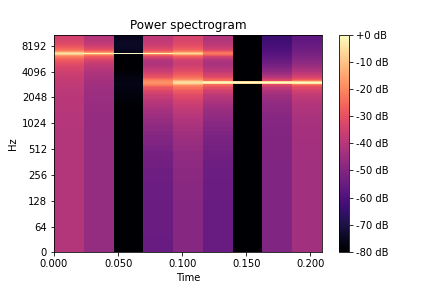 Power spectrogram
8192
4096
2048
1024
512
256
128
64
0
Hz
0.000 0.050 0.100 0.150 0.200
Time
+0 dB
-10 dB
-20 dB
-30 dB
-40 dB
-50 dB
-60 dB
-70 dB
-80 dB